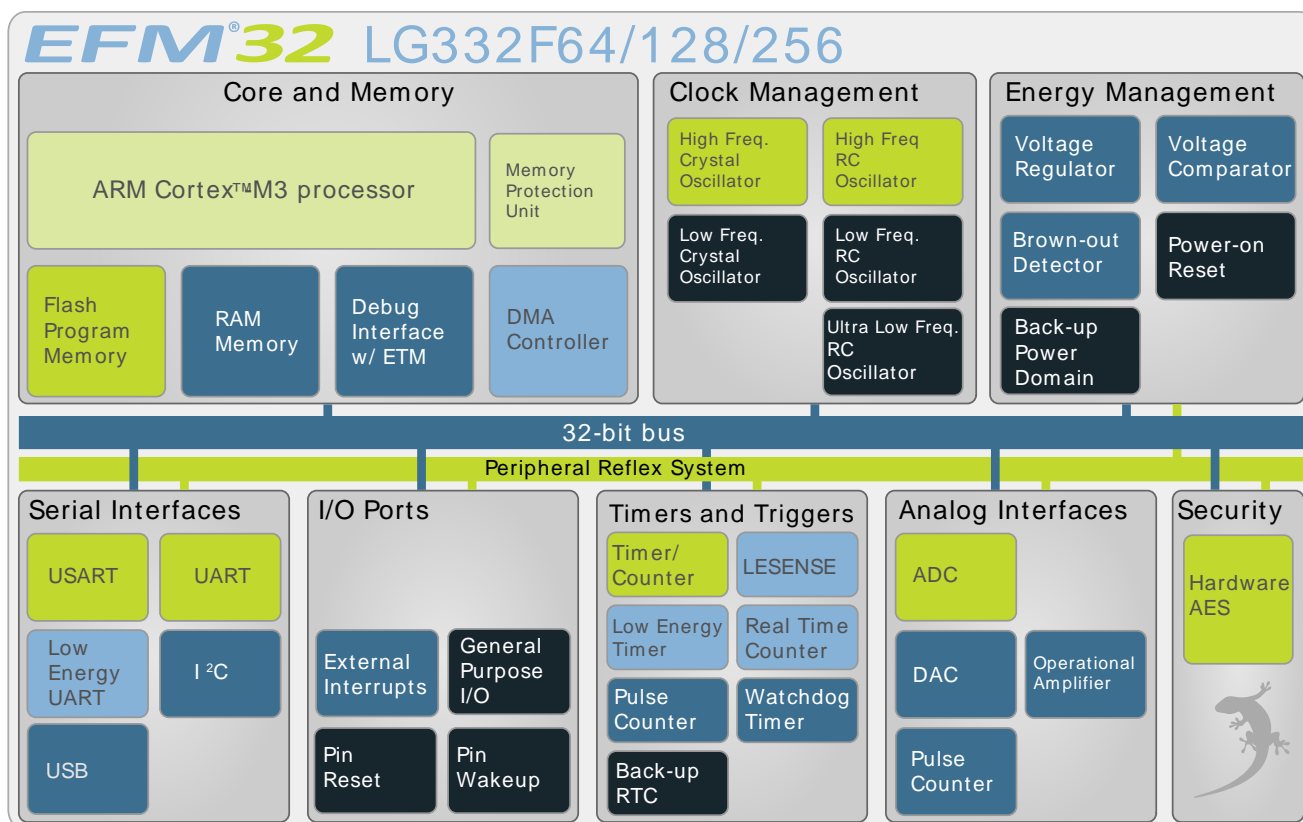 EFM®32 LG332F64/128/256
Core and Memory
ARM Cortex™M3 processor
Memory
Protection
Unit
Flash
Program
Memory
RAM
Memory
Debug
Interface
w/ ETM
DMA
Controller
Clock Management
High Freq.
Crystal
Oscillator
High Freq
RC
Oscillator
Low Freq.
Crystal
Oscillator
Low Freq.
RC
Oscillator
Ultra Low Freq.
RC
Oscillator
Energy Management
Voltage
Regulator
Voltage
Comparator
Brown-out
Detector
Power-on
Reset
Back-up
Power
Domain
32-bit bus
Peripheral Reflex System
Serial Interfaces
USART
UART
Low
Energy
UART
I²C
USB
I/O Ports
External
Interrupts
General
Purpose
I/O
Pin
Reset
Pin
Wakeup
Timers and Triggers
Timer/
Counter
LESENSE
Low Energy
Timer
Real Time
Counter
Pulse
Counter
Watchdog
Timer
Back-up
RTC
Analog Interfaces
ADC
DAC
Operational
Amplifier
Pulse
Counter
Security
Hardware
AES